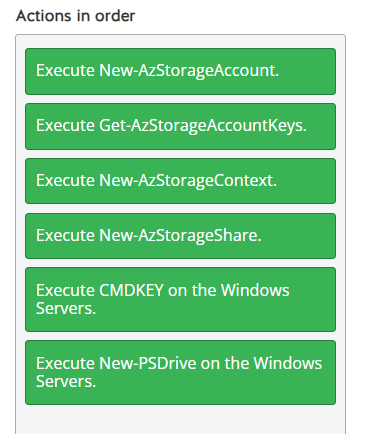 Actions in order
Execute New-AzStorageAccount.
Execute Get-AzStorageAccountKeys.
Execute New-AzStorageContext.
Execute New-AzStorageShare.
Execute CMDKEY on the Windows
Servers.
Execute New-PSDrive on the Windows
Servers.